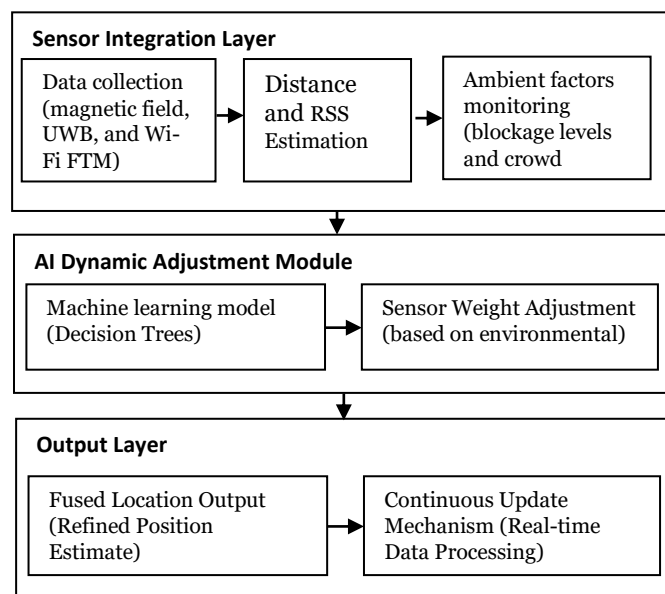 Sensor Integration Layer
Data collection
(magnetic field,
UWB, and Wi-
Fi FTM)
Distance
and RSS
Estimation
Ambient factors
monitoring
(blockage levels
and crowd
AI Dynamic Adjustment Module
Machine learning model
(Decision Trees)
Sensor Weight Adjustment
(based on environmental)
Output Layer
Fused Location Output
(Refined Position
Estimate)
Continuous Update
Mechanism (Real-time
Data Processing)